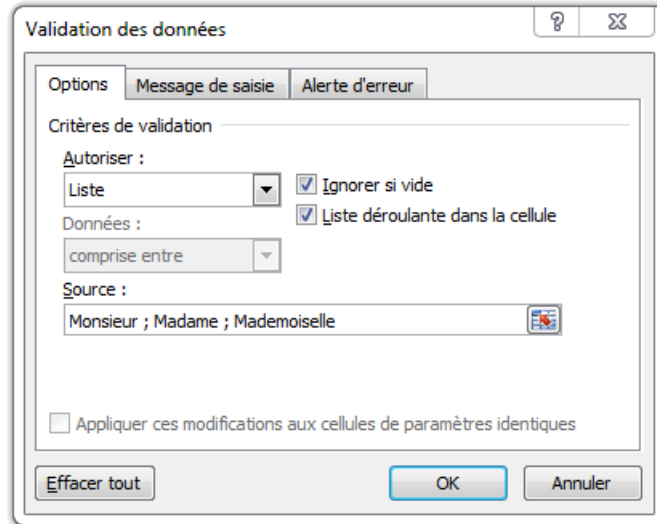 Validation des données
Options Message de saisie Alerte d'erreur
Critères de validation
Autoriser :
Liste
Ignorer si vide
Liste déroulante dans la cellule
Données :
comprise entre
Source :
Monsieur ; Madame ; Mademoiselle
Appliquer ces modifications aux cellules de paramètres identiques
Effacer tout OK Annuler